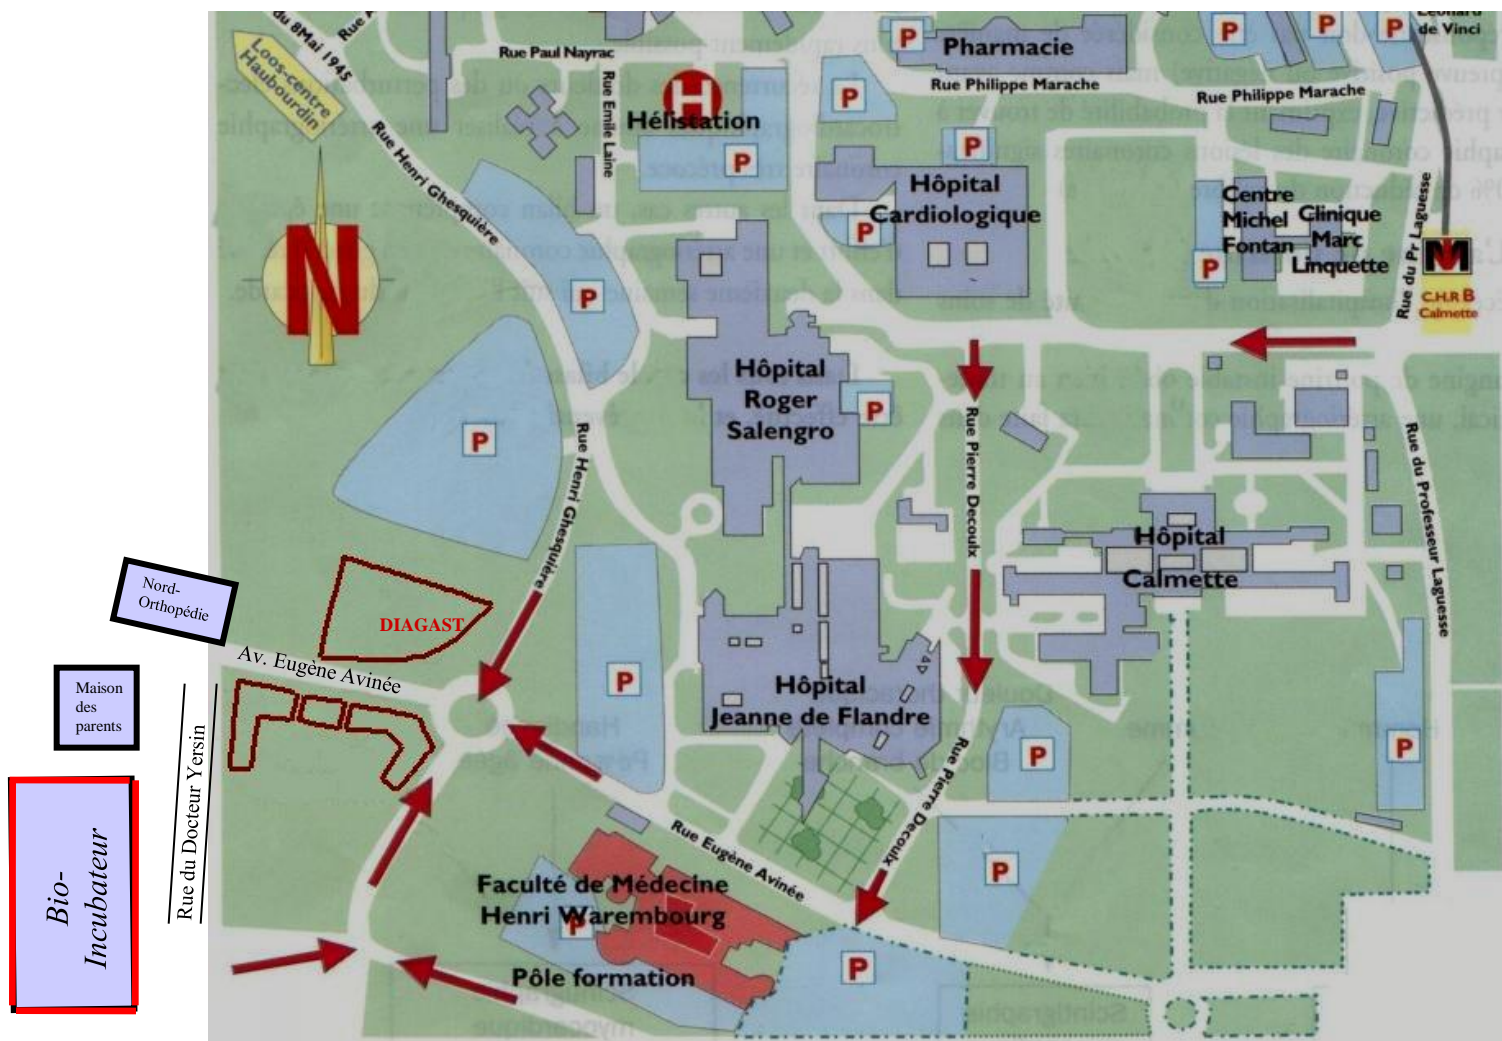 du 8Mai 1945
Rue
Loos-centre
Haubourdin
Rue Paul Nayrac
Rue Emile Laine
Rue Henri Ghesquière
H
Hélistation
P
P
Pharmacie
Rue Philippe Marache
P
P
P
de Vinci
Rue Philippe Marache
P
P
Hôpital
Cardiologique
P
Centre
Michel
Fontan
Clinique
Marc
Linquette
P
Rue du Pr Laguesse
M
C.H.R B
Calmette
N
P
P
Hôpital
Roger
Salengro
P
Rue Henri Ghesquière
Rue Pierre Decoulx
Rue du Professeur Laguesse
Hôpital
Calmette
Nord-
Orthopédie
DIAGAST
Av. Eugène Avinée
Maison
des
parents
Rue du Docteur Yersin
Bio-
Incubateur
P
Hôpital
Jeanne de Flandre
P
P
Rue Pierre Decoulx
Rue Eugène Avinée
P
Faculté de Médecine
Henri Warembourg
P
Pôle formation
P